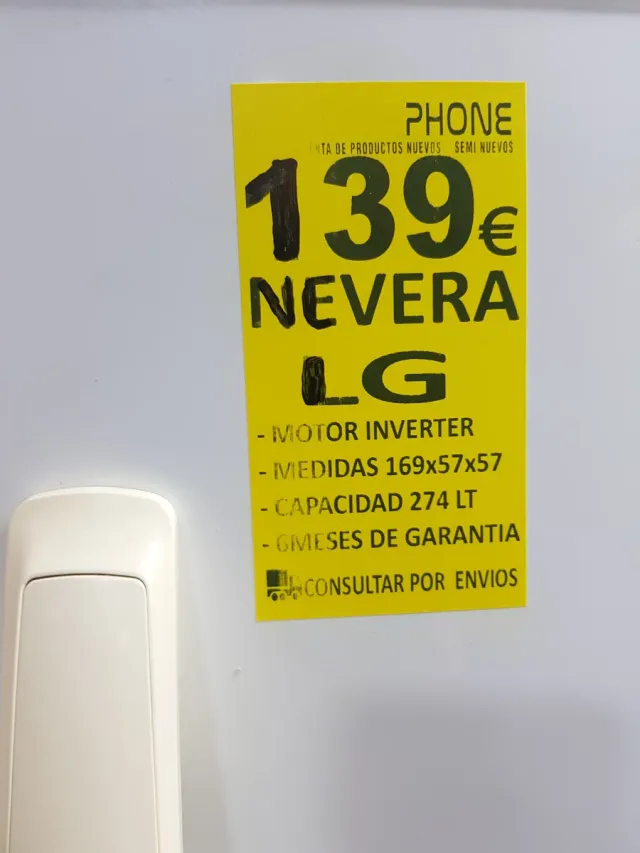 PHONE
NTA DE PRODUCTOS NUEVOS SEMI NUEVOS
139€
NEVERA
LG
- MOTOR INVERTER
- MEDIDAS 169x57x57
- CAPACIDAD 274 LT
- 6MESES DE GARANTIA
CONSULTAR POR ENVIOS